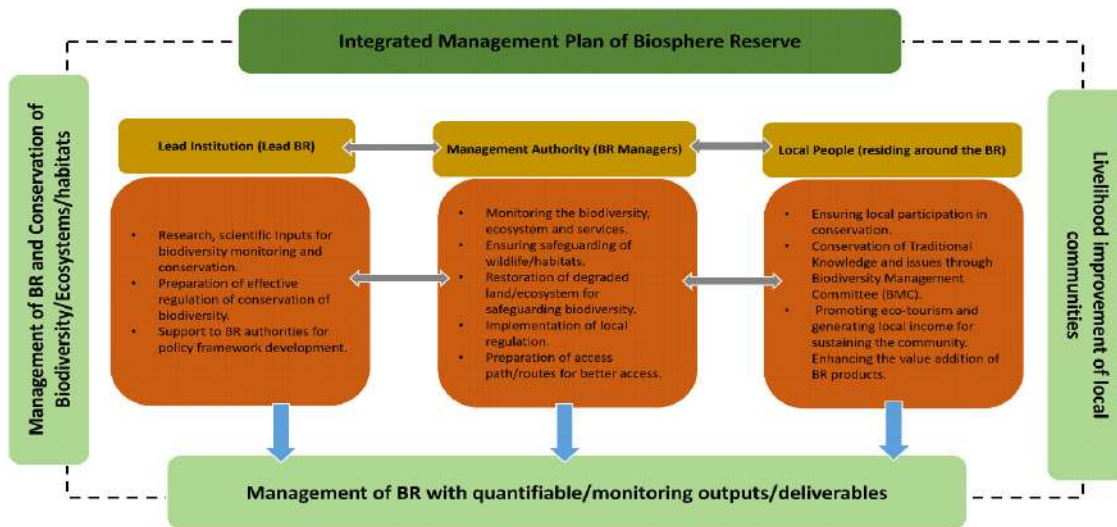 Integrated Management Plan of Biosphere Reserve
Management of BR and Conservation of
Biodiversity/Ecosystems/habitats
Lead Institution (Lead BR)
Research, scientific Inputs for
biodiversity monitoring and
conservation.
Preparation of effective
regulation of conservation of
biodiversity.
Support to BR authorities for
policy framework development.
Management Authority (BR Managers)
Monitoring the biodiversity,
ecosystem and services.
Ensuring safeguarding of
wildlife/habitats.
Restoration of degraded
land/ecosystem for
safeguarding biodiversity.
Implementation of local
regulation.
Preparation of access
path/routes for better access.
Local People (residing around the BR)
Ensuring local participation in
conservation.
Conservation of Traditional
Knowledge and issues through
Biodiversity Management
Committee (BMC).
Promoting eco-tourism and
generating local income for
sustaining the community.
Enhancing the value addition of
BR products.
Livelihood improvement of local
communities
Management of BR with quantifiable/monitoring outputs/deliverables